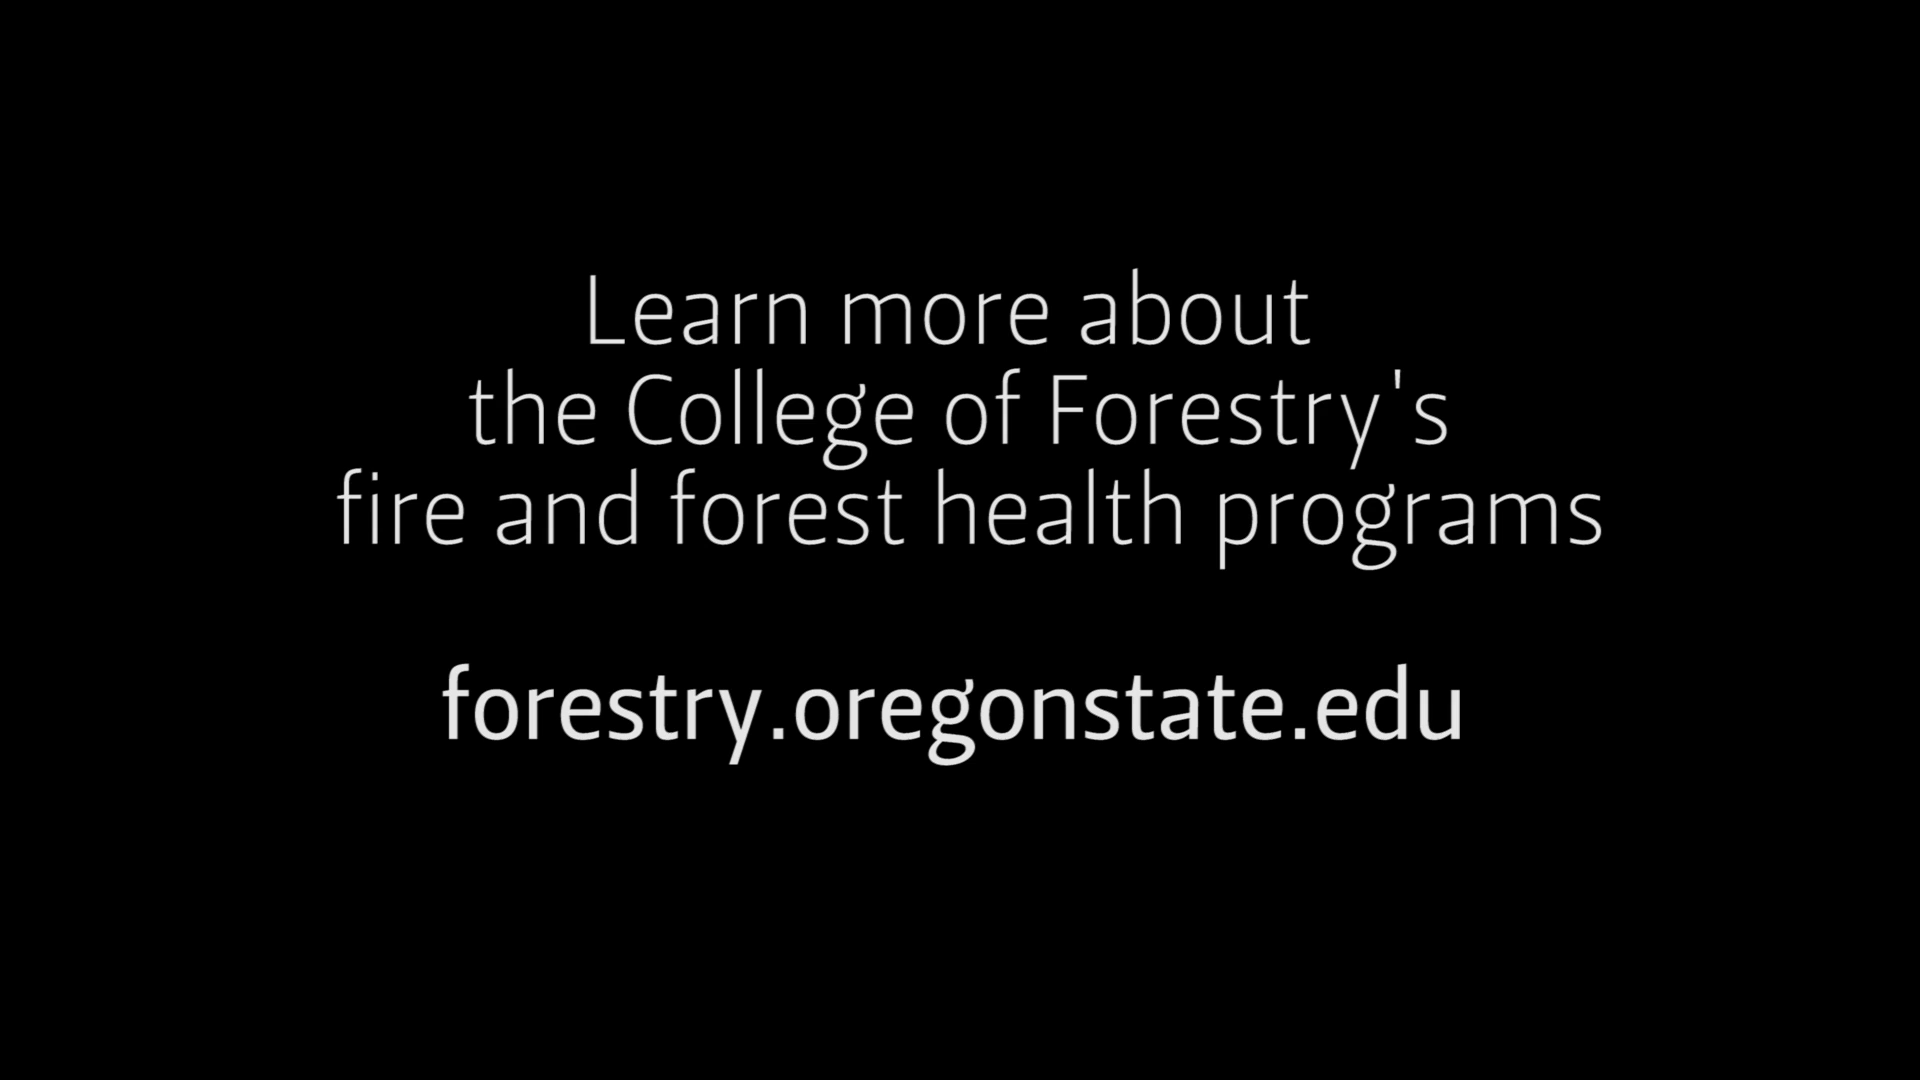 Learn more about
the College of Forestry's
fire and forest health programs
forestry.oregonstate.edu